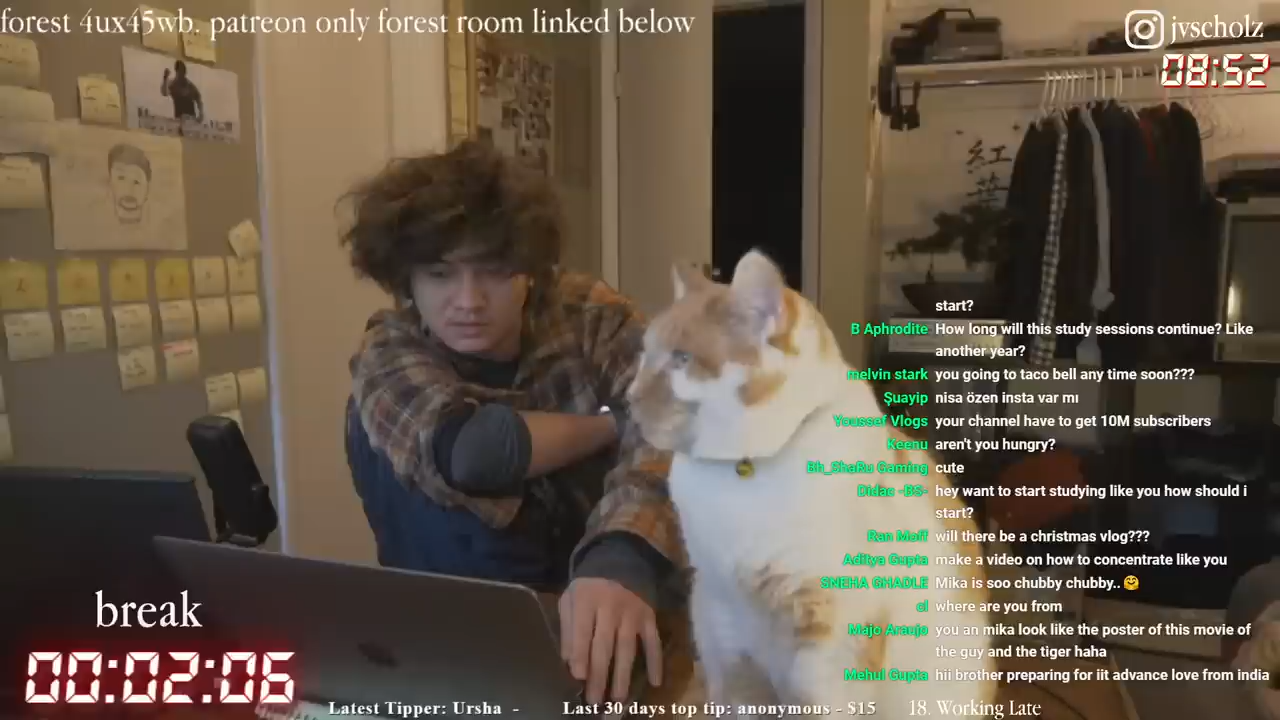 forest 4ux45wb. patreon only forest room linked below
jvscholz
08:52
紅
葉
start?
B Aphrodite How long will this study sessions continue? Like
another year?
melvin stark you going to taco bell any time soon???
Şuayip nisa özen insta var mı
Youssef Vlogs your channel have to get 10M subscribers
Keenu aren't you hungry?
Bh_ShaRu Gaming cute
Didac -BS- hey want to start studying like you how should i
start?
Ran Moff will there be a christmas vlog???
Aditya Gupta make a video on how to concentrate like you
SNEHA GHADLE Mika is soo chubby chubby.. 🤗
cl where are you from
Majo Araujo you an mika look like the poster of this movie of
the guy and the tiger haha
Mehul Gupta hii brother preparing for iit advance love from india
break
00:02:06
Latest Tipper: Ursha - Last 30 days top tip: anonymous - $15 18. Working Late